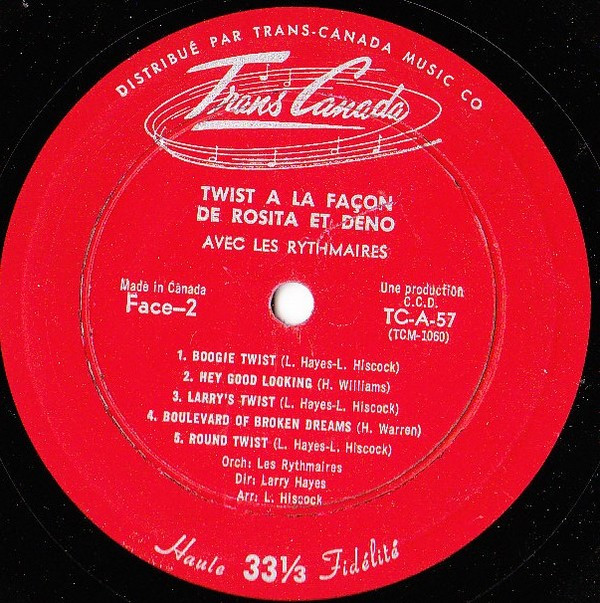 DISTRIBUÉ PAR TRANS-CANADA MUSIC CO
Trans Canada
TWIST A LA FAÇON
DE ROSITA ET DENO
AVEC LES RYTHMAIRES
Made in Canada
Face—2
Une production
C.C.D.
TC-A-57
(TCM-1060)
1. BOOGIE TWIST (L. Hayes-L. Hiscock)
2. HEY GOOD LOOKING (H. Williams)
3. LARRY'S TWIST (L. Hayes-L. Hiscock)
4. BOULEVARD OF BROKEN DREAMS (H. Warren)
5. ROUND TWIST (L. Hayes-L. Hiscock)
Orch: Les Rythmaires
Dir: Larry Hayes
Arr: L. Hiscock
Haute 33⅓ Fidélité